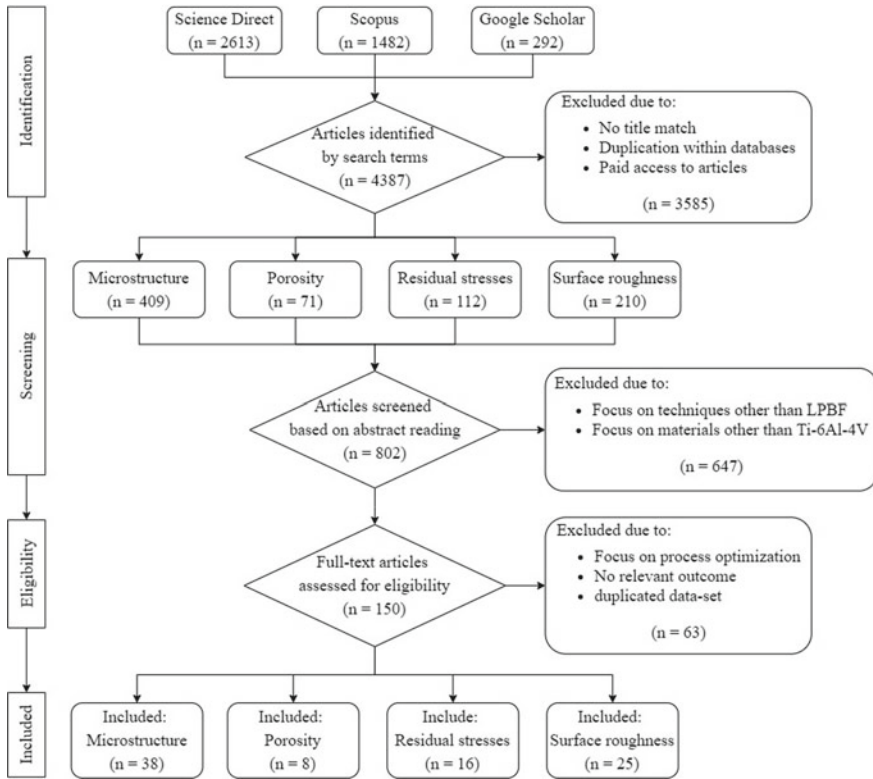 Identification
Science Direct
(n = 2613)
Scopus
(n = 1482)
Google Scholar
(n = 292)
Articles identified
by search terms
(n = 4387)
Excluded due to:
• No title match
• Duplication within databases
• Paid access to articles
(n = 3585)
Screening
Microstructure
(n = 409)
Porosity
(n = 71)
Residual stresses
(n = 112)
Surface roughness
(n = 210)
Articles screened
based on abstract reading
(n = 802)
Excluded due to:
• Focus on techniques other than LPBF
• Focus on materials other than Ti-6Al-4V
(n = 647)
Eligibility
Full-text articles
assessed for eligibility
(n = 150)
Excluded due to:
• Focus on process optimization
• No relevant outcome
• duplicated data-set
(n = 63)
Included
Included:
Microstructure
(n = 38)
Included:
Porosity
(n = 8)
Include:
Residual stresses
(n = 16)
Included:
Surface roughness
(n = 25)